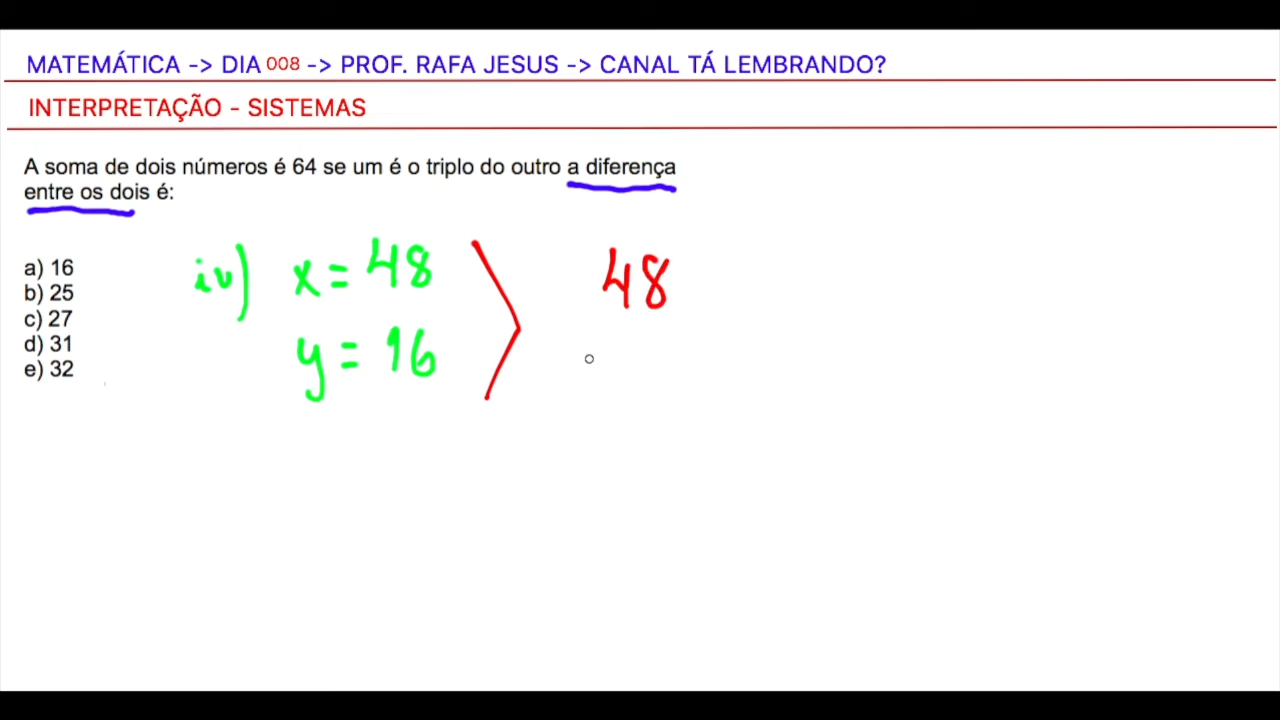 MATEMÁTICA -> DIA 008 -> PROF. RAFA JESUS -> CANAL TÁ LEMBRANDO?
INTERPRETAÇÃO - SISTEMAS
A soma de dois números é 64 se um é o triplo do outro a diferença
entre os dois é:
a) 16
b) 25
c) 27
d) 31
e) 32
iv) x = 48
y = 16
48